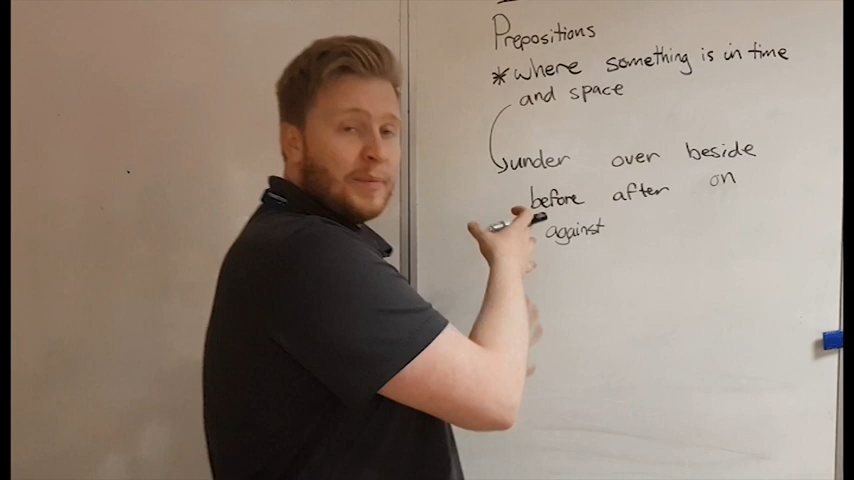 Prepositions
*where something is in time
and space
under over beside
before after on
against